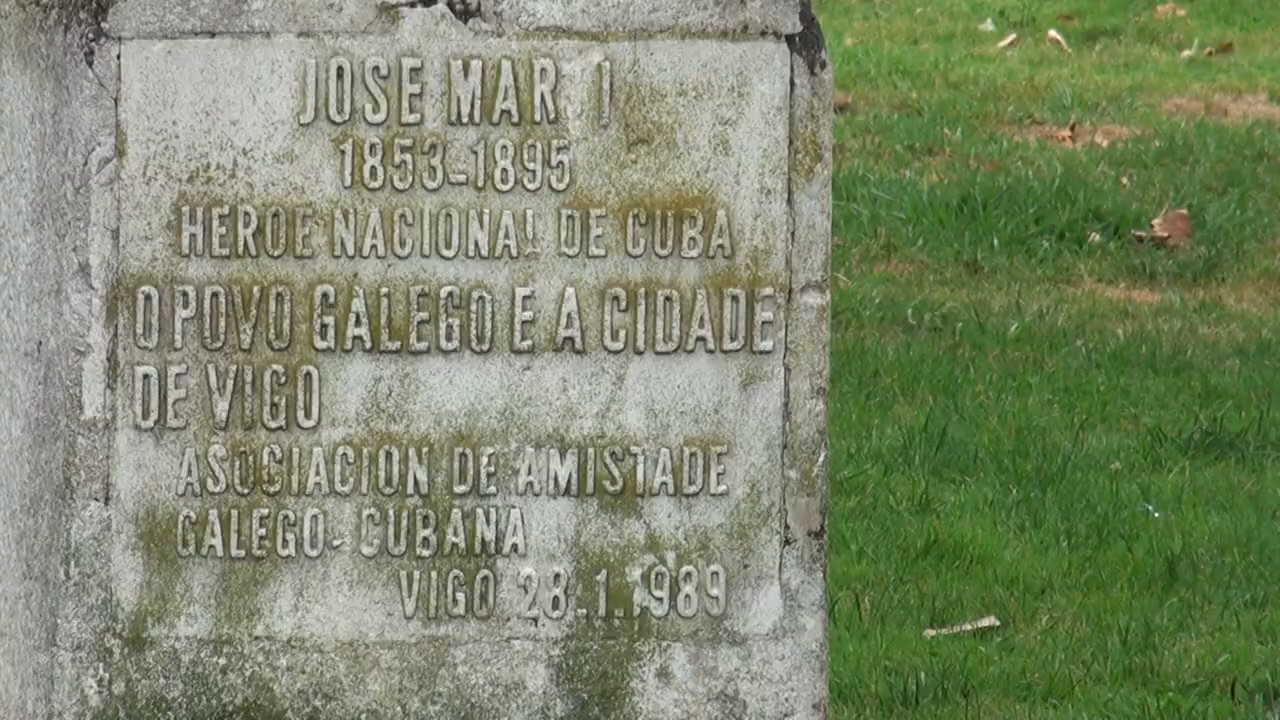 JOSE MARTI
1853-1895
HEROE NACIONAL DE CUBA
O POVO GALEGO E A CIDADE
DE VIGO
ASOCIACION DE AMISTADE
GALEGO-CUBANA
VIGO 28.1.1989